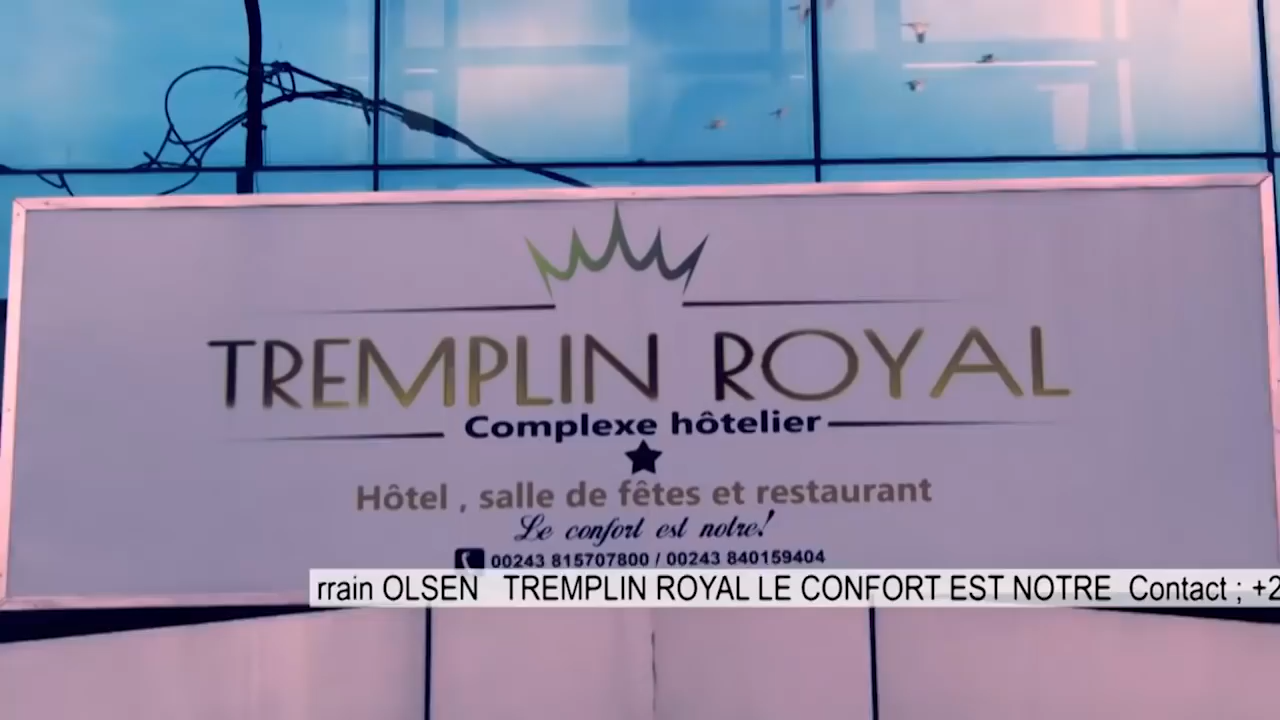 TREMPLIN ROYAL
Complexe hôtelier
Hôtel , salle de fêtes et restaurant
Le confort est notre!
00243 815707800 / 00243 840159404
rrain OLSEN TREMPLIN ROYAL LE CONFORT EST NOTRE Contact ; +2